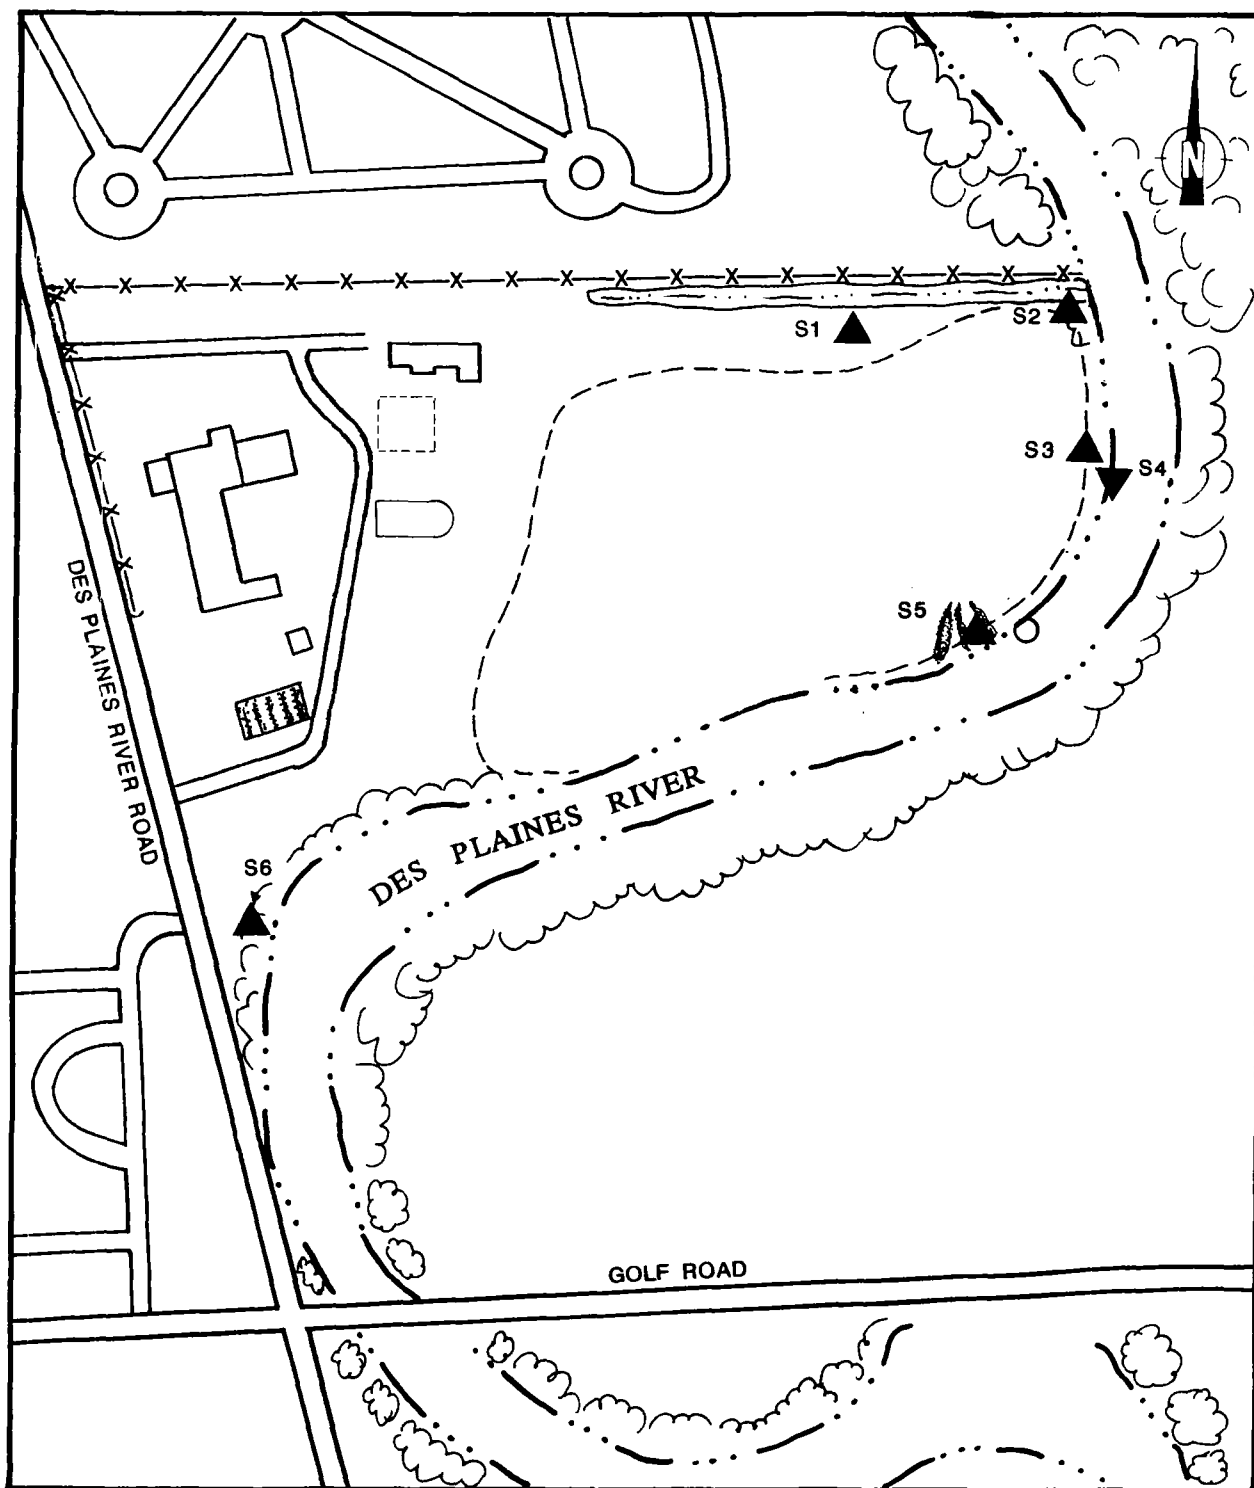 N
S1
S2
S3
S4
S5
DES PLAINES RIVER ROAD
DES PLAINES RIVER
S6
GOLF ROAD